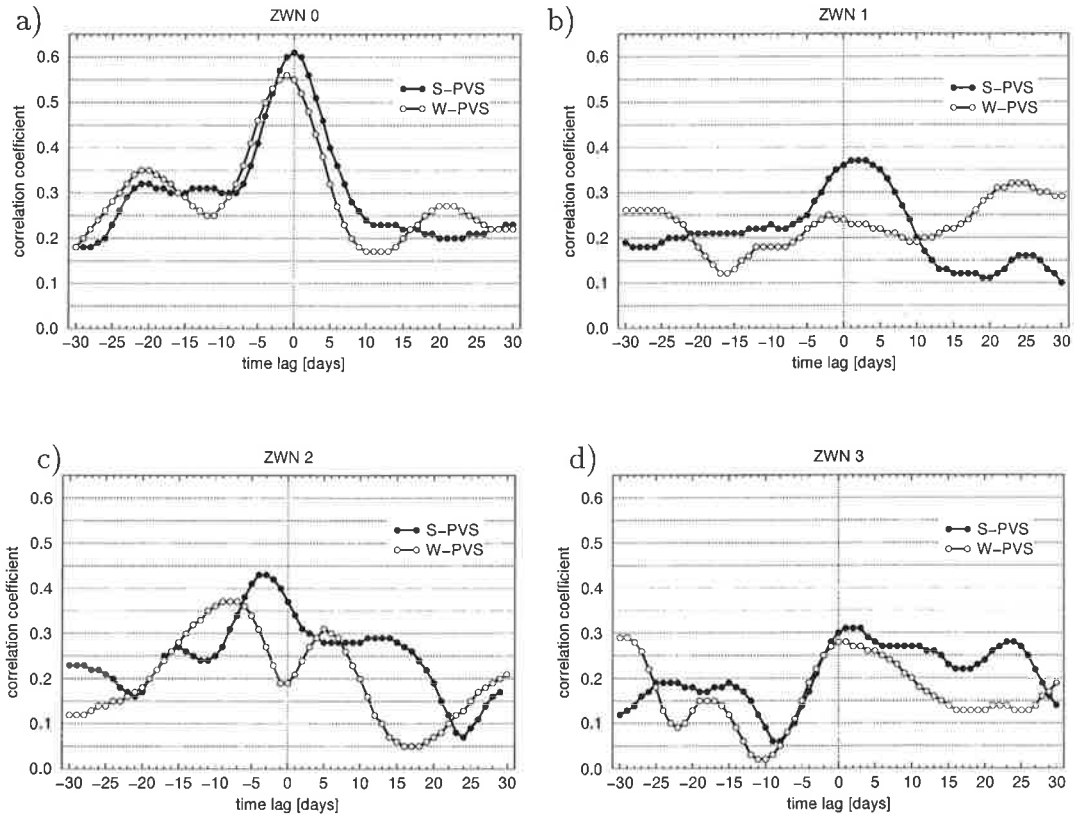 a)
ZWN 0
correlation coefficient
0.6
0.5
0.4
0.3
0.2
0.1
0.0
S−PVS
W−PVS
−30 −25 −20 −15 −10 −5 0 5 10 15 20 25 30
time lag [days]
b)
ZWN 1
correlation coefficient
0.6
0.5
0.4
0.3
0.2
0.1
0.0
S−PVS
W−PVS
−30 −25 −20 −15 −10 −5 0 5 10 15 20 25 30
time lag [days]
c)
ZWN 2
correlation coefficient
0.6
0.5
0.4
0.3
0.2
0.1
0.0
S−PVS
W−PVS
−30 −25 −20 −15 −10 −5 0 5 10 15 20 25 30
time lag [days]
d)
ZWN 3
correlation coefficient
0.6
0.5
0.4
0.3
0.2
0.1
0.0
S−PVS
W−PVS
−30 −25 −20 −15 −10 −5 0 5 10 15 20 25 30
time lag [days]